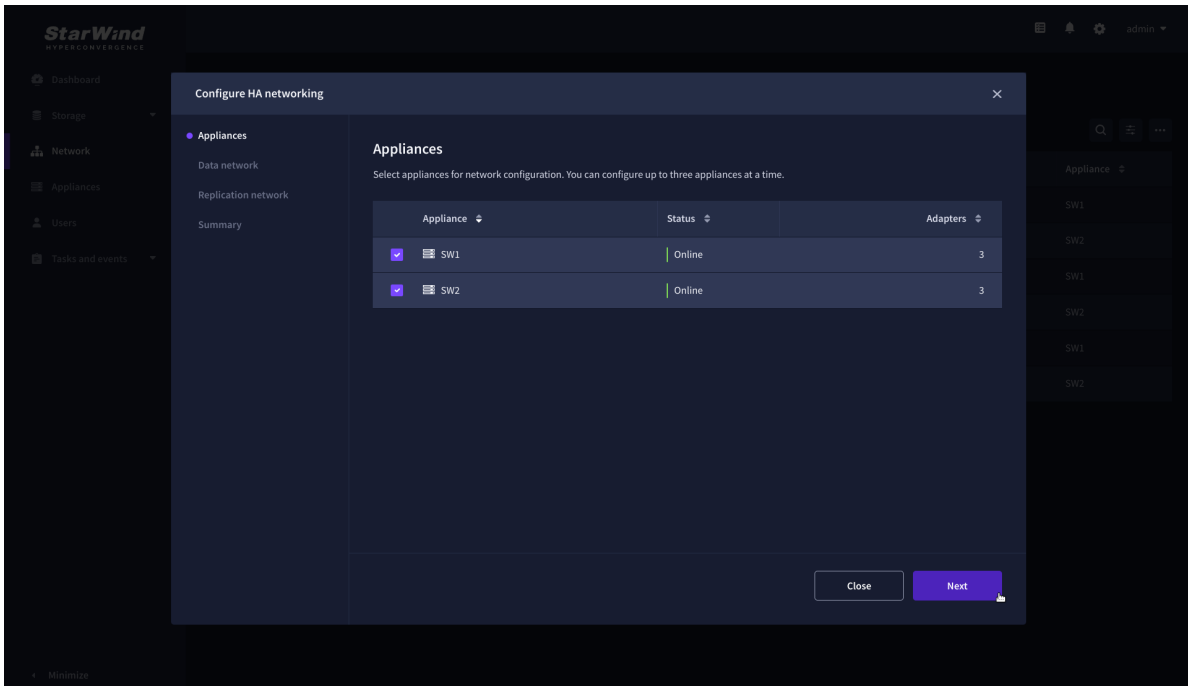 StarWind
HYPERCONVERGENCE
admin
Dashboard
Storage
Network
Appliances
Users
Tasks and events
Minimize
Configure HA networking
Appliances
Data network
Replication network
Summary
Appliances
Select appliances for network configuration. You can configure up to three appliances at a time.
Appliance Status Adapters
SW1 Online 3
SW2 Online 3
Close Next
Appliance
SW1
SW2
SW1
SW2
SW1
SW2